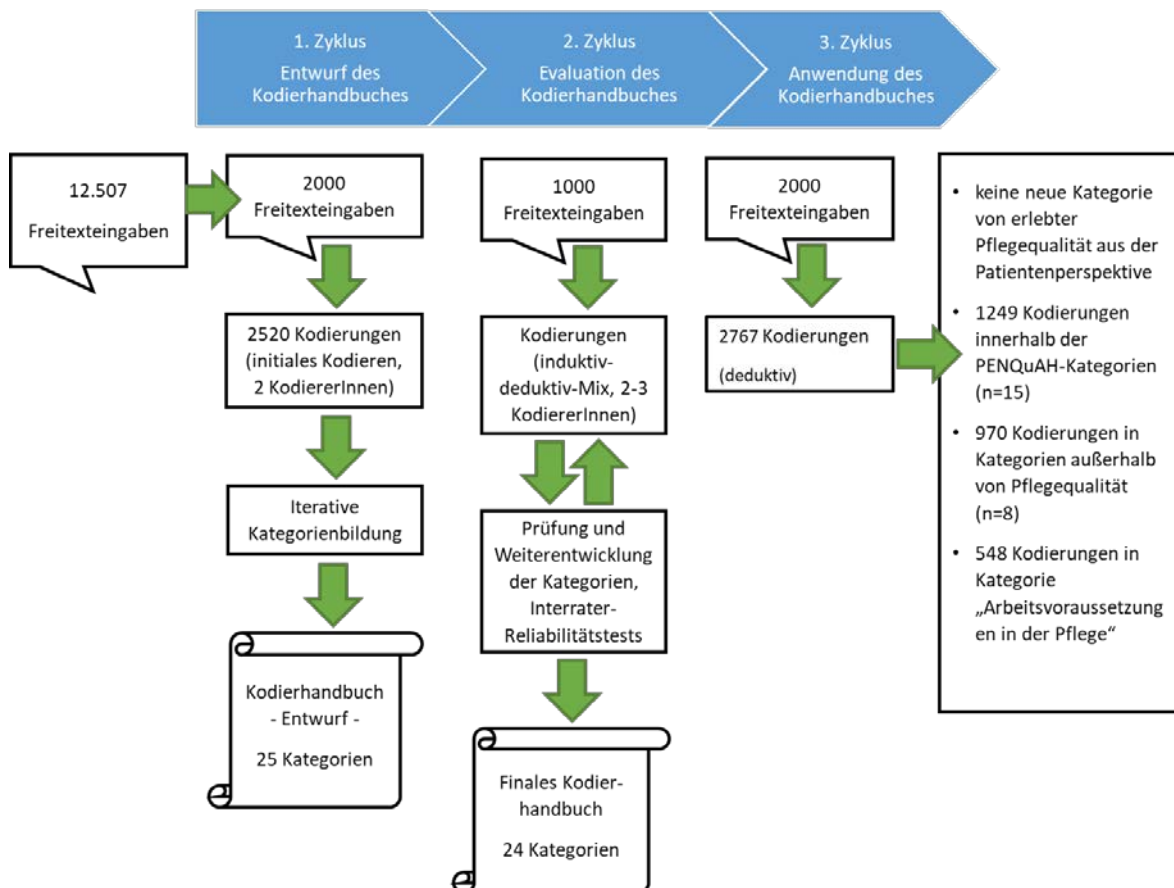 1. Zyklus
Entwurf des
Kodierhandbuches
2. Zyklus
Evaluation des
Kodierhandbuches
3. Zyklus
Anwendung des
Kodierhandbuches
12.507
Freitexteingaben
2000
Freitexteingaben
2520 Kodierungen
(initiales Kodieren,
2 KodiererInnen)
Iterative
Kategorienbildung
Kodierhandbuch
- Entwurf -
25 Kategorien
1000
Freitexteingaben
Kodierungen
(induktiv-
deduktiv-Mix, 2-3
KodiererInnen)
Prüfung und
Weiterentwicklung
der Kategorien,
Interrater-
Reliabilitätstests
Finales Kodier-
handbuch
24 Kategorien
2000
Freitexteingaben
2767 Kodierungen
(deduktiv)
• keine neue Kategorie
von erlebter
Pflegequalität aus der
Patientenperspektive
• 1249 Kodierungen
innerhalb der
PENQuAH-Kategorien
(n=15)
• 970 Kodierungen in
Kategorien außerhalb
von Pflegequalität
(n=8)
• 548 Kodierungen in
Kategorie
„Arbeitsvoraussetzung
en in der Pflege“